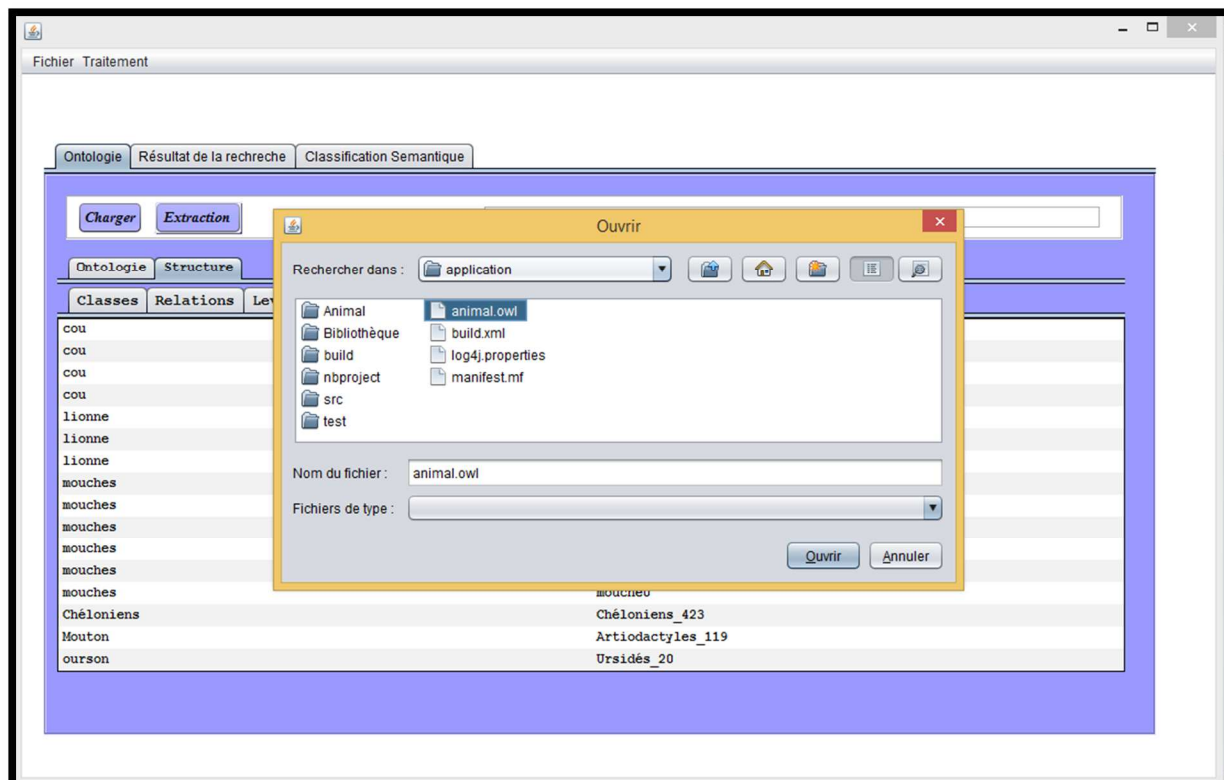 Fichier Traitement
Ontologie Résultat de la rechreche Classification Semantique
Charger Extraction
Ouvrir
Rechercher dans : application
Ontologie Structure
Classes Relations
Animal animal.owl
Bibliothèque build.xml
build log4j.properties
nbproject manifest.mf
src
test
Nom du fichier : animal.owl
Fichiers de type :
Ouvrir Annuler
cou
cou
cou
cou
lionne
lionne
lionne
mouches
mouches
mouches
mouches
mouches
mouches
Chéloniens Chéloniens_423
Mouton Artiodactyles_119
ourson Ursidés_20